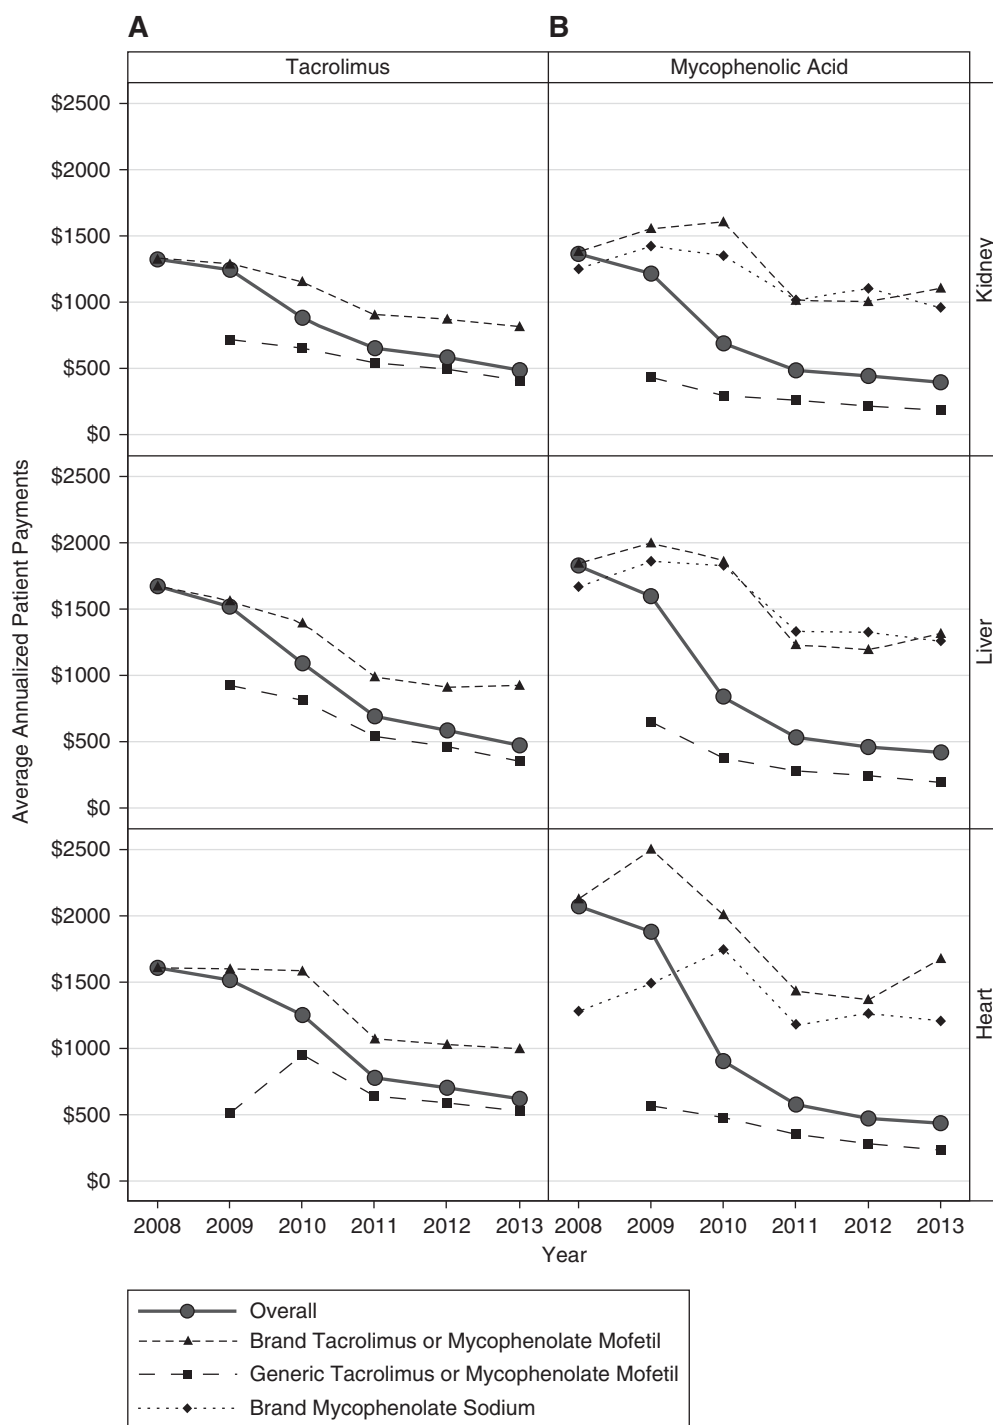 A B
Tacrolimus Mycophenolic Acid
$2500
$2000
$1500
$1000
$500
$0
Kidney
$2500
$2000
$1500
$1000
$500
$0
Liver
$2500
$2000
$1500
$1000
$500
$0
Heart
Average Annualized Patient Payments
2008 2009 2010 2011 2012 2013 2008 2009 2010 2011 2012 2013
Year
Overall
Brand Tacrolimus or Mycophenolate Mofetil
Generic Tacrolimus or Mycophenolate Mofetil
Brand Mycophenolate Sodium